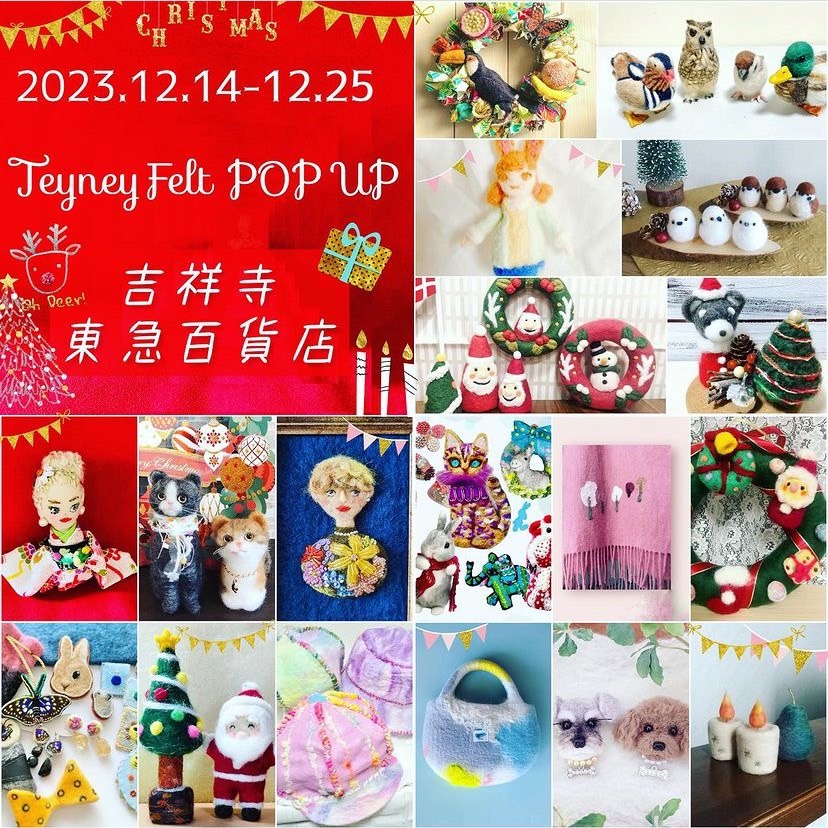 CHRISTMAS
2023.12.14-12.25
Teyney Felt POP UP
oh Deer!
吉祥寺
東急百貨店
Christmas